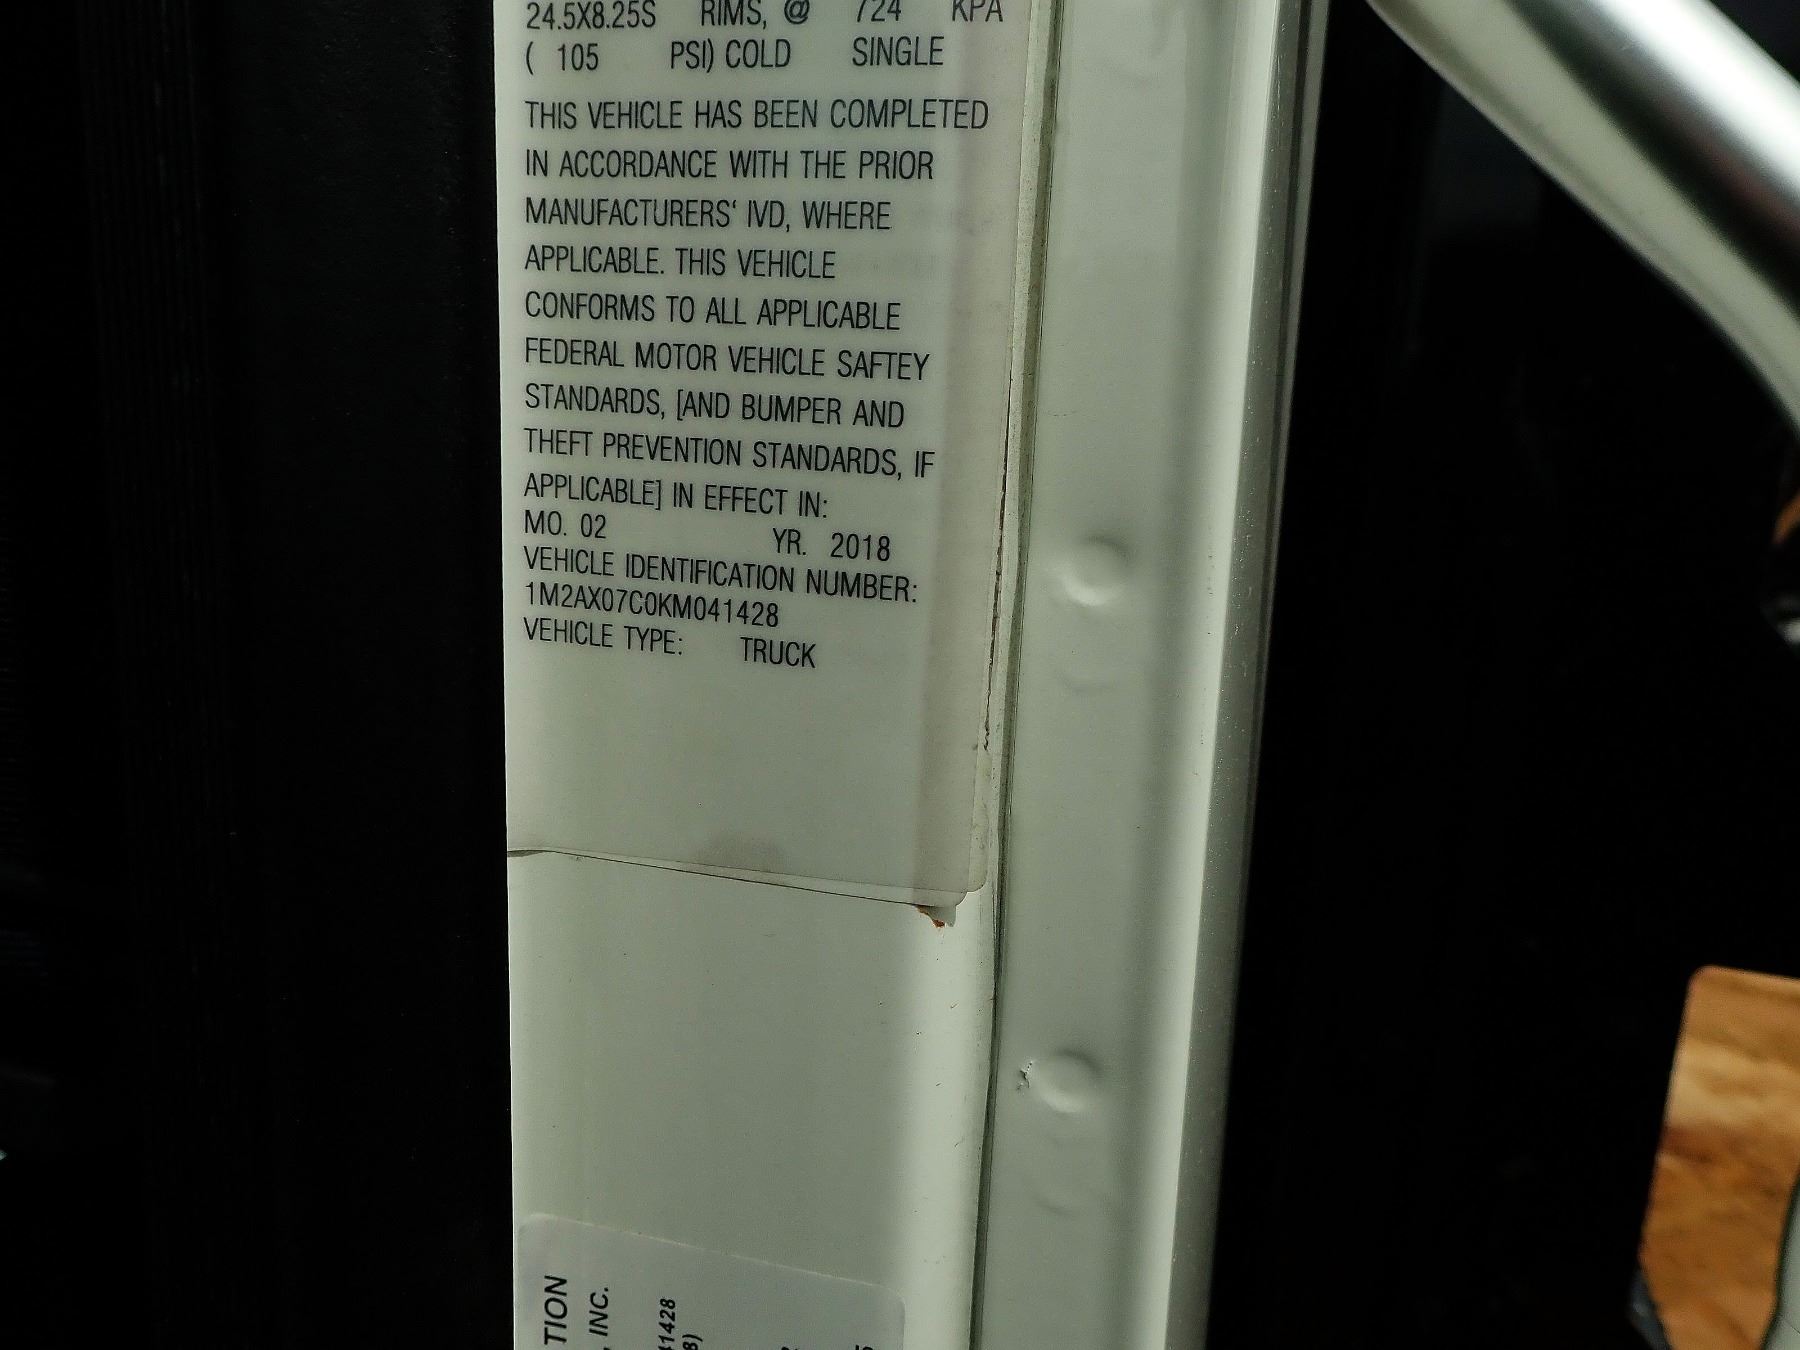 24.5X8.25S RIMS, @ 724 KPA
( 105 PSI) COLD SINGLE
THIS VEHICLE HAS BEEN COMPLETED
IN ACCORDANCE WITH THE PRIOR
MANUFACTURERS' IVD, WHERE
APPLICABLE. THIS VEHICLE
CONFORMS TO ALL APPLICABLE
FEDERAL MOTOR VEHICLE SAFTEY
STANDARDS, [AND BUMPER AND
THEFT PREVENTION STANDARDS, IF
APPLICABLE] IN EFFECT IN:
MO. 02 YR. 2018
VEHICLE IDENTIFICATION NUMBER:
1M2AX07C0KM041428
VEHICLE TYPE: TRUCK
TION
, INC.
41428
8)